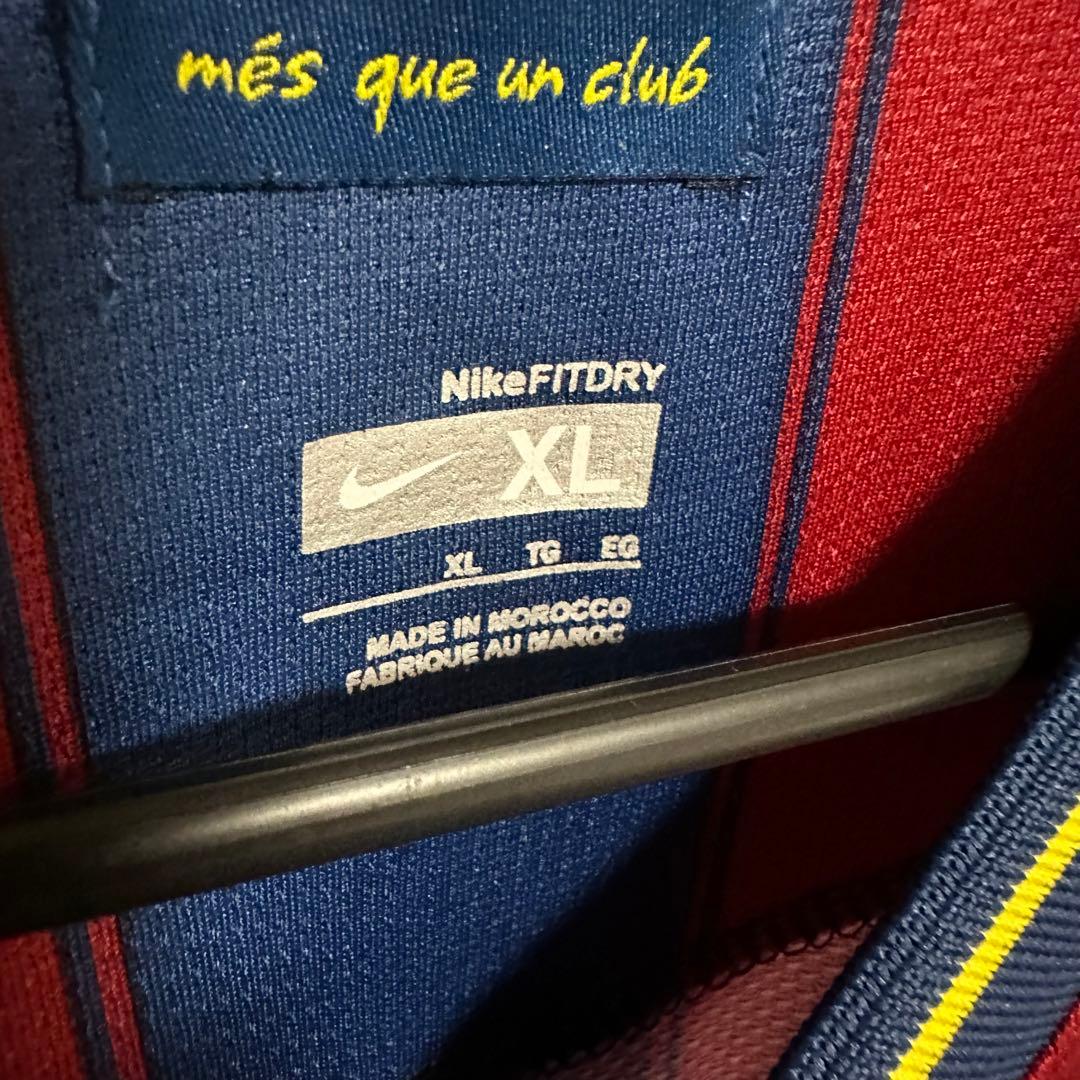 més que un club
NikeFITDRY
XL
XL TG EG
MADE IN MOROCCO
FABRIQUE AU MAROC